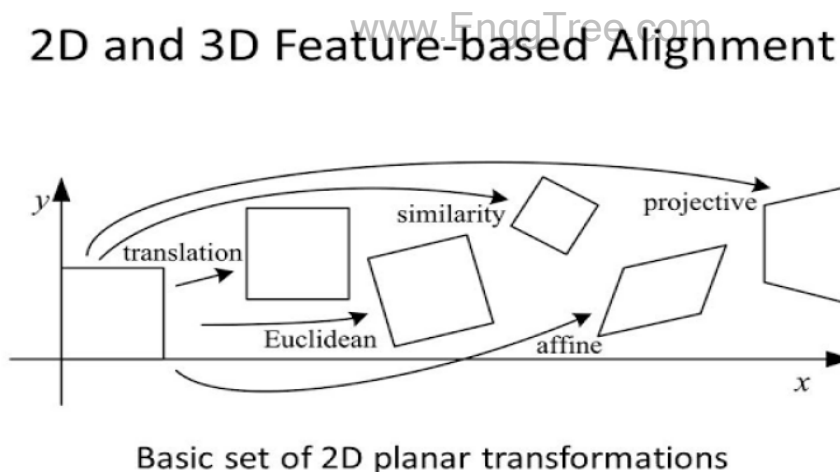 www.EnggTree.com
2D and 3D Feature-based Alignment
y
similarity
projective
translation
Euclidean
affine
x
Basic set of 2D planar transformations